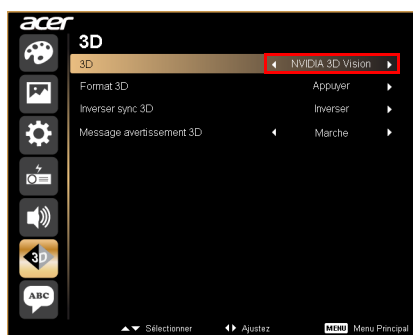 acer
3D
3D NVIDIA 3D Vision
Format 3D Appuyer
Inverser sync 3D Inverser
Message avertissement 3D Marche
3D
ABC
Sélectionner Ajustez MENU Menu Principal